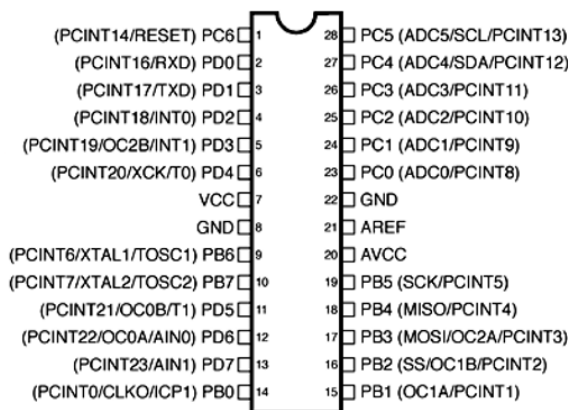 (PCINT14/RESET) PC6 1 28 PC5 (ADC5/SCL/PCINT13)
(PCINT16/RXD) PD0 2 27 PC4 (ADC4/SDA/PCINT12)
(PCINT17/TXD) PD1 3 26 PC3 (ADC3/PCINT11)
(PCINT18/INT0) PD2 4 25 PC2 (ADC2/PCINT10)
(PCINT19/OC2B/INT1) PD3 5 24 PC1 (ADC1/PCINT9)
(PCINT20/XCK/T0) PD4 6 23 PC0 (ADC0/PCINT8)
VCC 7 22 GND
GND 8 21 AREF
(PCINT6/XTAL1/TOSC1) PB6 9 20 AVCC
(PCINT7/XTAL2/TOSC2) PB7 10 19 PB5 (SCK/PCINT5)
(PCINT21/OC0B/T1) PD5 11 18 PB4 (MISO/PCINT4)
(PCINT22/OC0A/AIN0) PD6 12 17 PB3 (MOSI/OC2A/PCINT3)
(PCINT23/AIN1) PD7 13 16 PB2 (SS/OC1B/PCINT2)
(PCINT0/CLKO/ICP1) PB0 14 15 PB1 (OC1A/PCINT1)